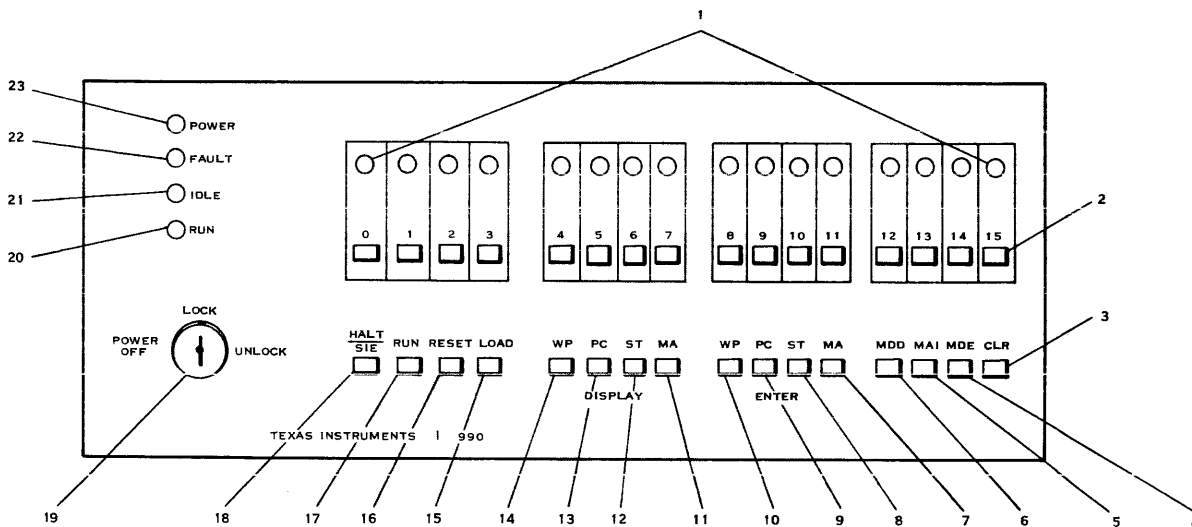 1
23
POWER
22
FAULT
21
IDLE
20
RUN
0 1 2 3 4 5 6 7 8 9 10 11 12 13 14 15
2
LOCK
POWER OFF
UNLOCK
HALT
SIE
RUN RESET LOAD WP PC ST MA WP PC ST MA MDD MAI MDE CLR
3
DISPLAY ENTER
TEXAS INSTRUMENTS 990
19 18 17 16 15 14 13 12 11 10 9 8 7 6 5